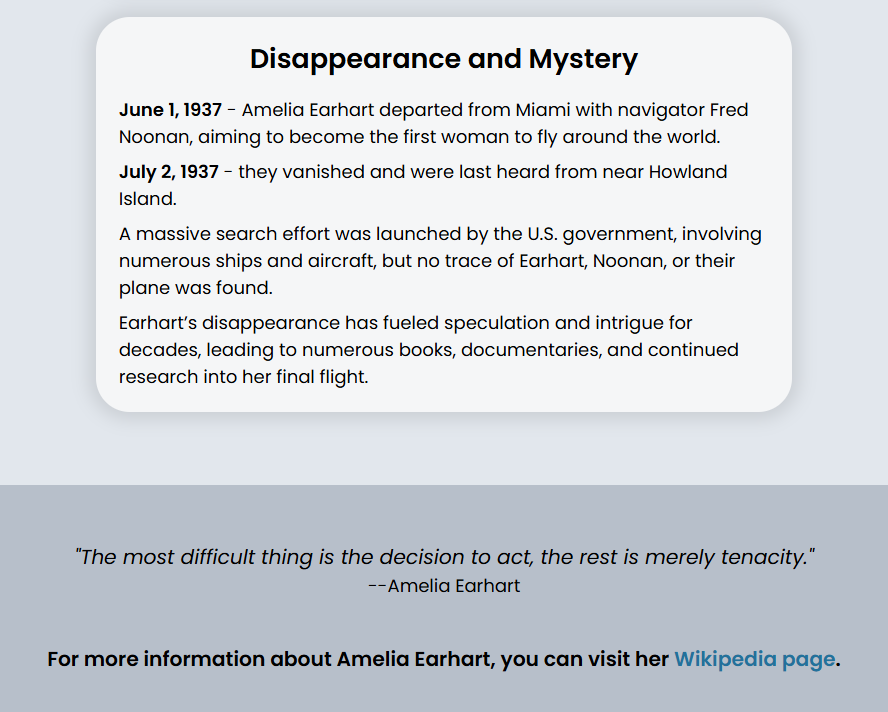 Disappearance and Mystery
June 1, 1937 - Amelia Earhart departed from Miami with navigator Fred
Noonan, aiming to become the first woman to fly around the world.
July 2, 1937 - they vanished and were last heard from near Howland
Island.
A massive search effort was launched by the U.S. government, involving
numerous ships and aircraft, but no trace of Earhart, Noonan, or their
plane was found.
Earhart’s disappearance has fueled speculation and intrigue for
decades, leading to numerous books, documentaries, and continued
research into her final flight.
"The most difficult thing is the decision to act, the rest is merely tenacity."
--Amelia Earhart
For more information about Amelia Earhart, you can visit her Wikipedia page.